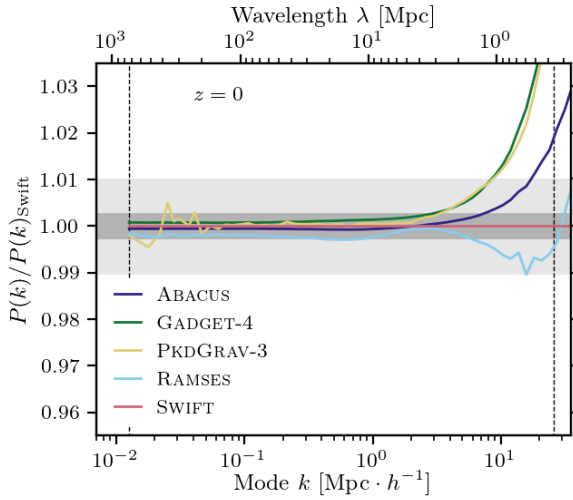 Wavelength λ [Mpc]
10³ 10² 10¹ 10⁰
z = 0
1.03
1.02
1.01
1.00
0.99
0.98
0.97
0.96
P(k)/P(k)Swift
ABACUS
GADGET-4
PKDGRAV-3
RAMSES
SWIFT
10⁻² 10⁻¹ 10⁰ 10¹
Mode k [Mpc · h⁻¹]